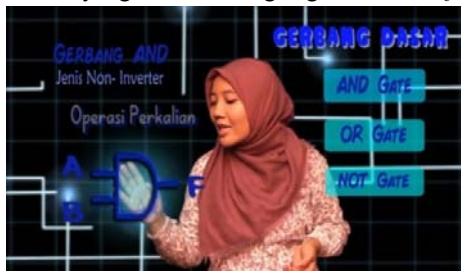 GERBANG AND
Jenis Non- Inverter
Operasi Perkalian
A
B
F
GERBANG DASAR
AND GATE
OR GATE
NOT GATE